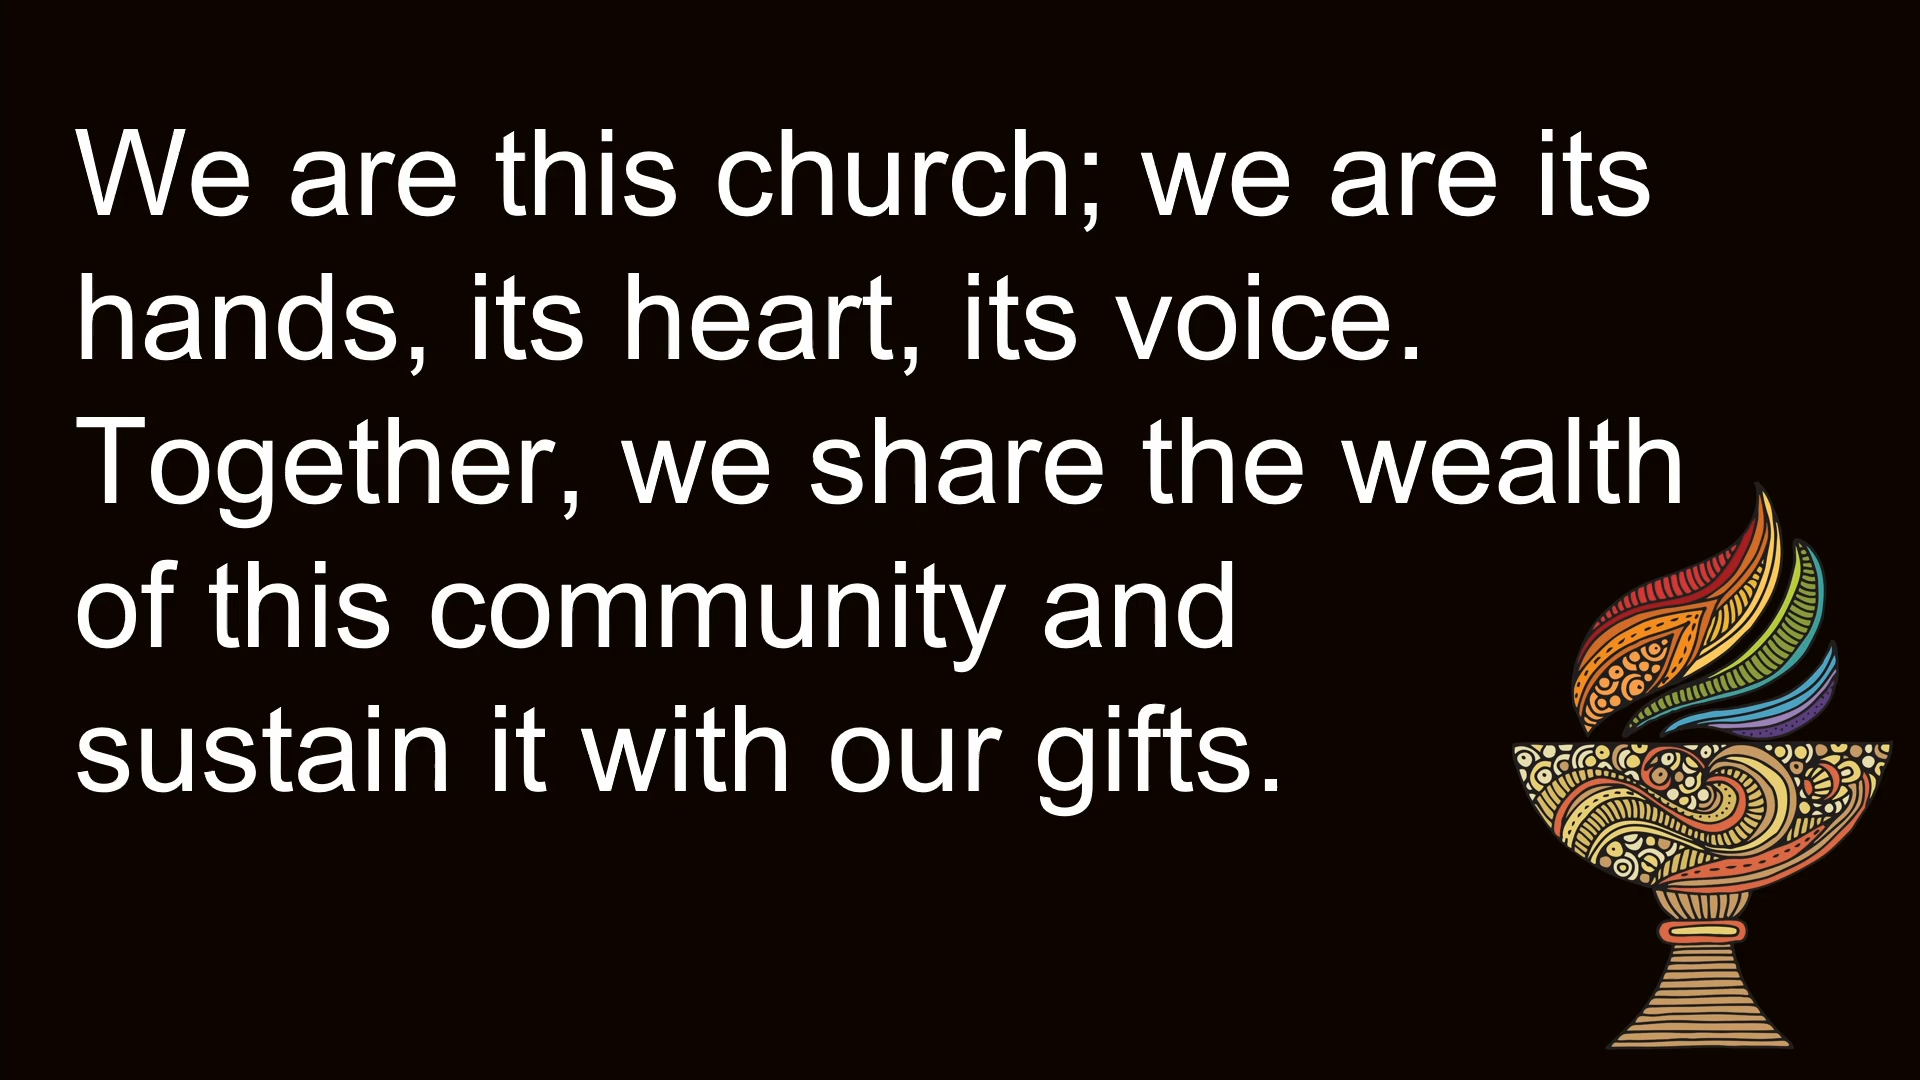 We are this church; we are its
hands, its heart, its voice.
Together, we share the wealth
of this community and
sustain it with our gifts.